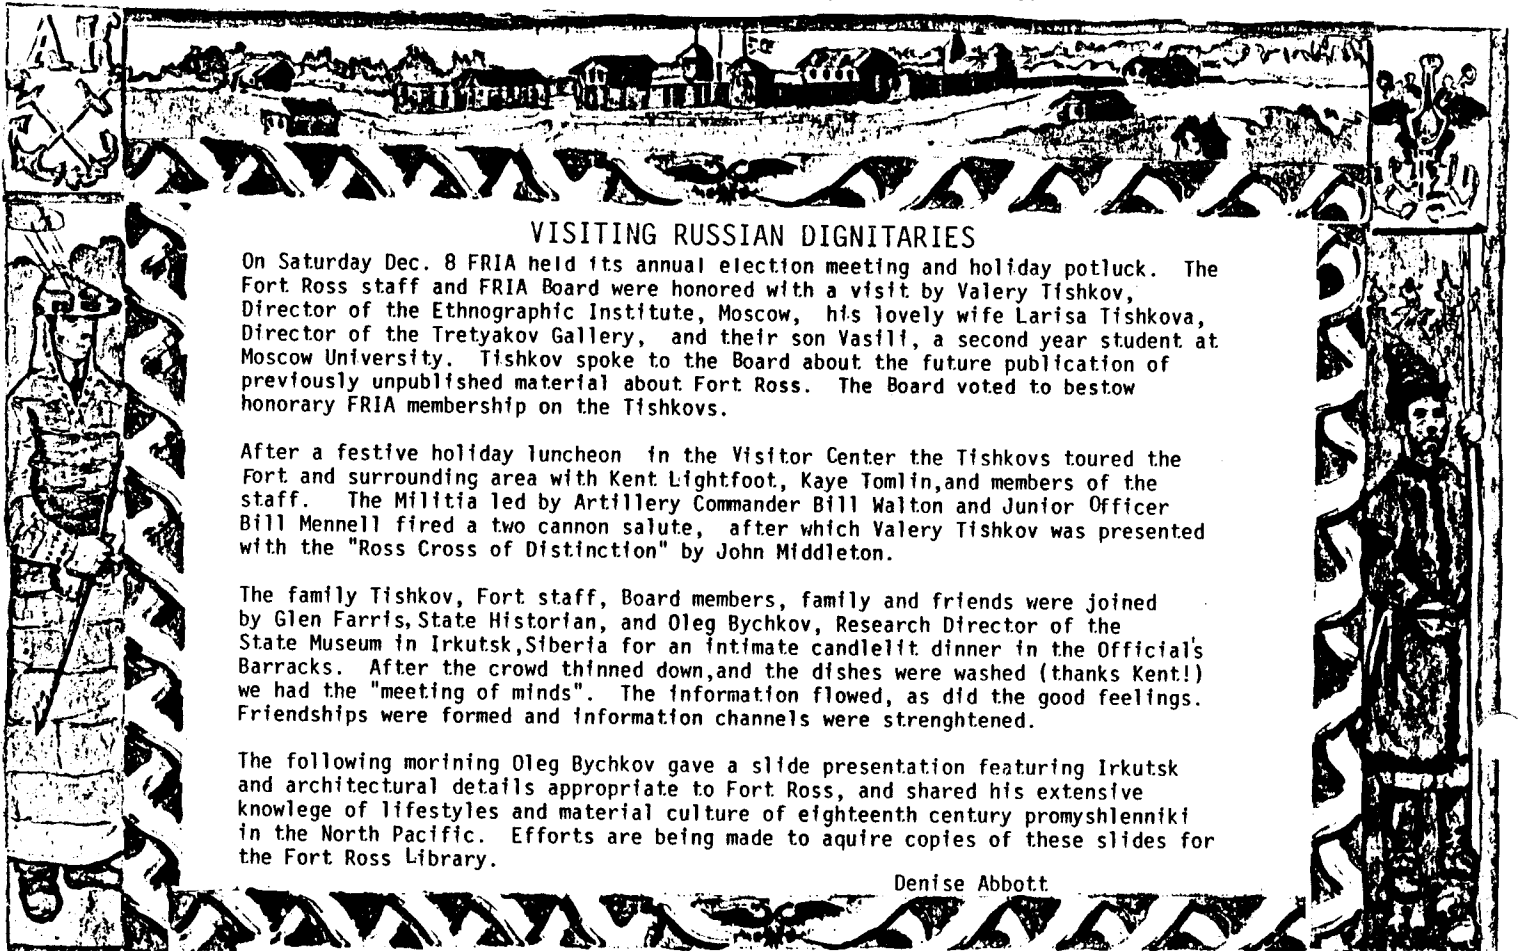 VISITING RUSSIAN DIGNITARIES
On Saturday Dec. 8 FRIA held its annual election meeting and holiday potluck. The
Fort Ross staff and FRIA Board were honored with a visit by Valery Tishkov,
Director of the Ethnographic Institute, Moscow, his lovely wife Larisa Tishkova,
Director of the Tretyakov Gallery, and their son Vasili, a second year student at
Moscow University. Tishkov spoke to the Board about the future publication of
previously unpublished material about Fort Ross. The Board voted to bestow
honorary FRIA membership on the Tishkovs.

After a festive holiday luncheon in the Visitor Center the Tishkovs toured the
Fort and surrounding area with Kent Lightfoot, Kaye Tomlin,and members of the
staff. The Militia led by Artillery Commander Bill Walton and Junior Officer
Bill Mennell fired a two cannon salute, after which Valery Tishkov was presented
with the "Ross Cross of Distinction" by John Middleton.

The family Tishkov, Fort staff, Board members, family and friends were joined
by Glen Farris, State Historian, and Oleg Bychkov, Research Director of the
State Museum in Irkutsk,Siberia for an intimate candlelit dinner in the Official's
Barracks. After the crowd thinned down,and the dishes were washed (thanks Kent!)
we had the "meeting of minds". The information flowed, as did the good feelings.
Friendships were formed and information channels were strenghtened.

The following morining Oleg Bychkov gave a slide presentation featuring Irkutsk
and architectural details appropriate to Fort Ross, and shared his extensive
knowlege of lifestyles and material culture of eighteenth century promyshlenniki
in the North Pacific. Efforts are being made to aquire copies of these slides for
the Fort Ross Library.
Denise Abbott